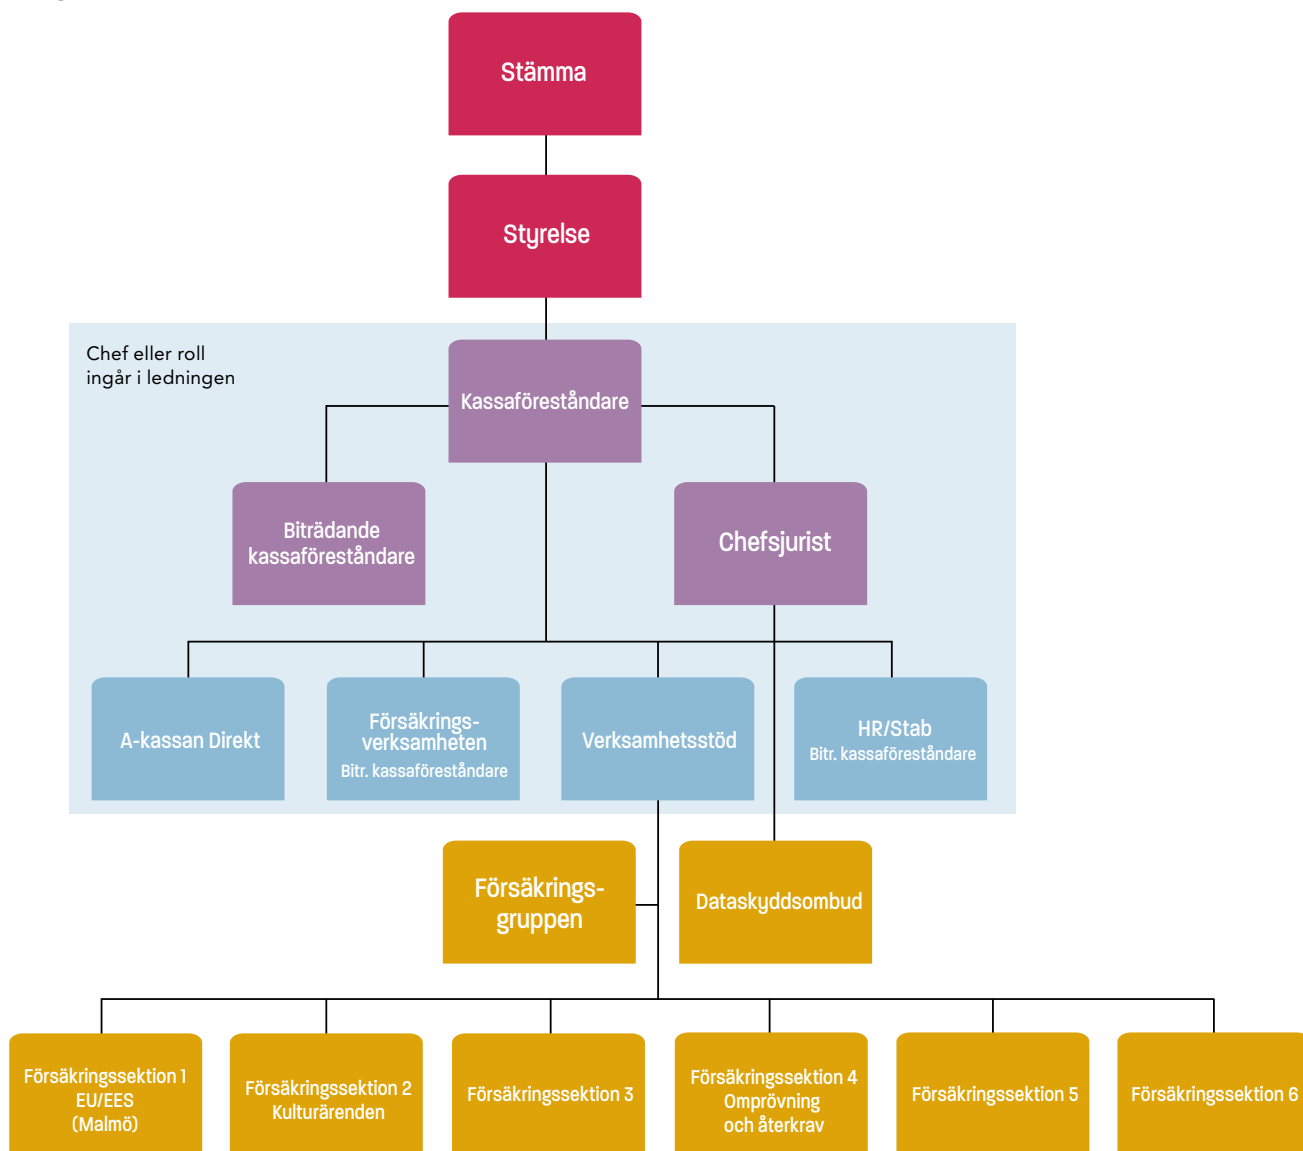 Stämma
Styrelse
Chef eller roll
ingår i ledningen
Kassaföreståndare
Biträdande
kassaföreståndare
Chefsjurist
A-kassan Direkt
Försäkrings-
verksamheten
Bitr. kassaföreståndare
Verksamhetsstöd
HR/Stab
Bitr. kassaföreståndare
Försäkrings-
gruppen
Dataskyddsombud
Försäkringssektion 1
EU/EES
(Malmö)
Försäkringssektion 2
Kulturärenden
Försäkringssektion 3
Försäkringssektion 4
Omprövning
och återkrav
Försäkringssektion 5
Försäkringssektion 6